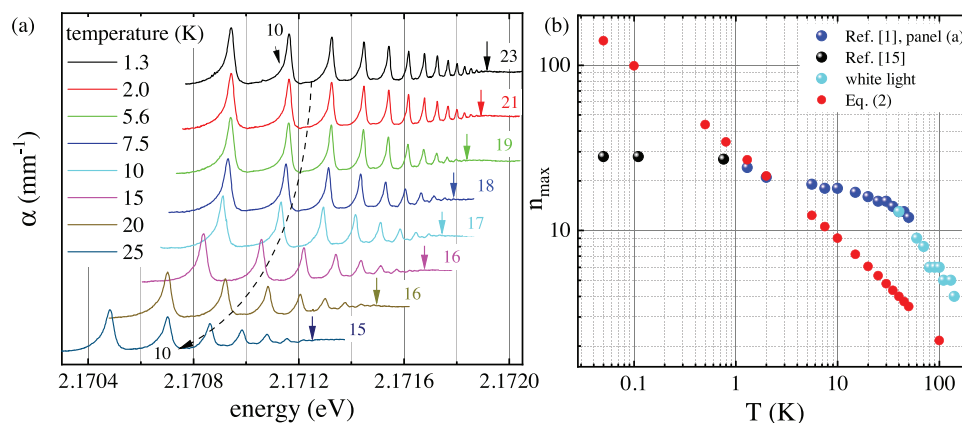 (a)
temperature (K)
1.3
2.0
5.6
7.5
10
15
20
25
10
23
21
19
18
17
16
16
15
10
α (mm⁻¹)
2.1704 2.1708 2.1712 2.1716 2.1720
energy (eV)
(b)
Ref. [1], panel (a)
Ref. [15]
white light
Eq. (2)
100
10
n_max
0.1 1 10 100
T (K)